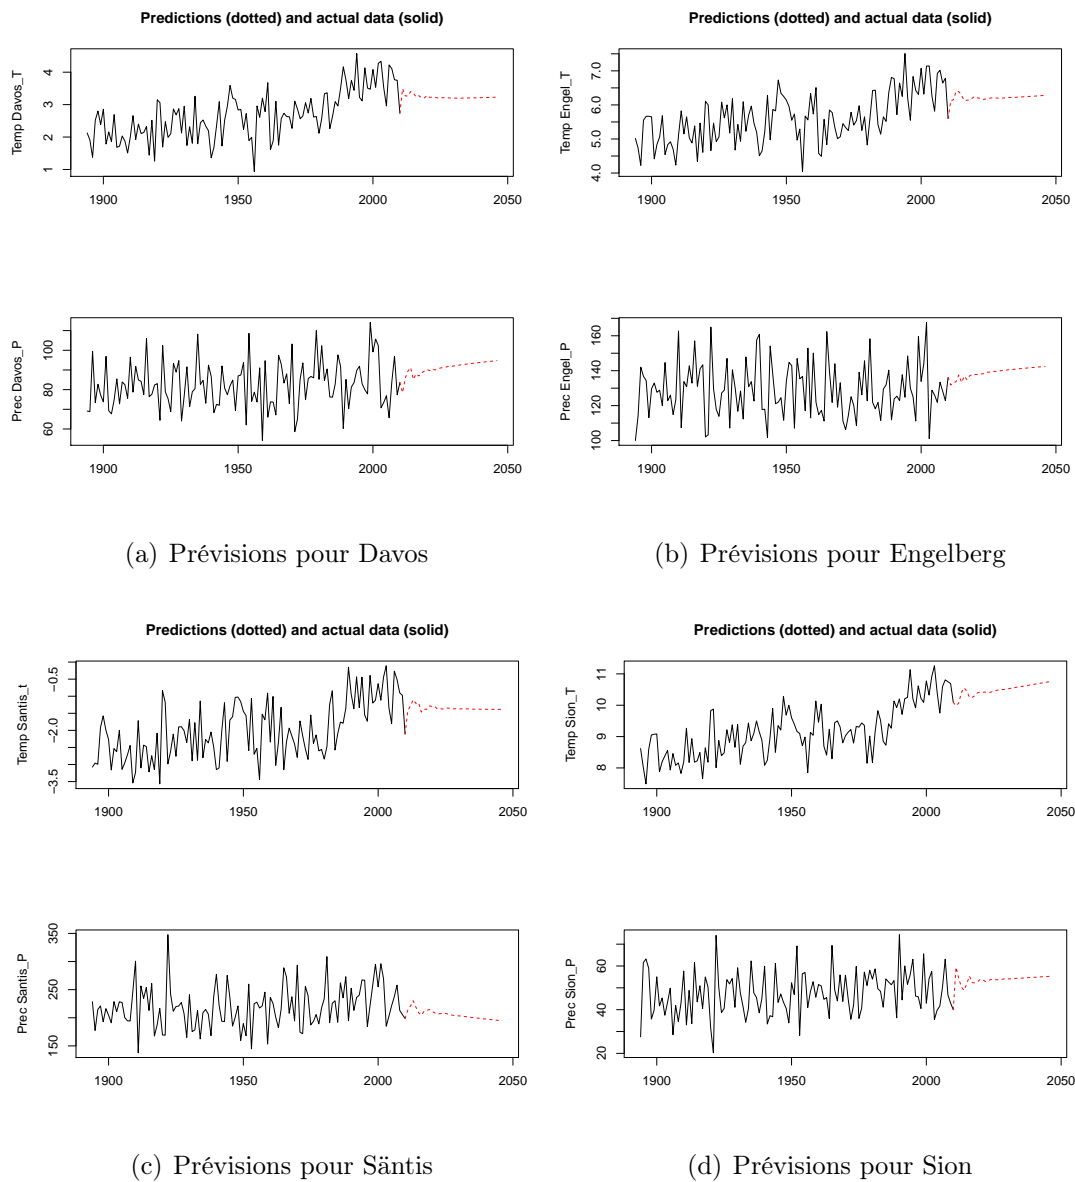 Predictions (dotted) and actual data (solid)
Temp Davos_T
1 2 3 4
1900 1950 2000 2050
Prec Davos_P
60 80 100
1900 1950 2000 2050
(a) Prévisions pour Davos
Predictions (dotted) and actual data (solid)
Temp Engel_T
4.0 5.0 6.0 7.0
1900 1950 2000 2050
Prec Engel_P
100 120 140 160
1900 1950 2000 2050
(b) Prévisions pour Engelberg
Predictions (dotted) and actual data (solid)
Temp Santis_t
−3.5 −2.0 −0.5
1900 1950 2000 2050
Prec Santis_P
150 250 350
1900 1950 2000 2050
(c) Prévisions pour Säntis
Predictions (dotted) and actual data (solid)
Temp Sion_T
8 9 10 11
1900 1950 2000 2050
Prec Sion_P
20 40 60
1900 1950 2000 2050
(d) Prévisions pour Sion